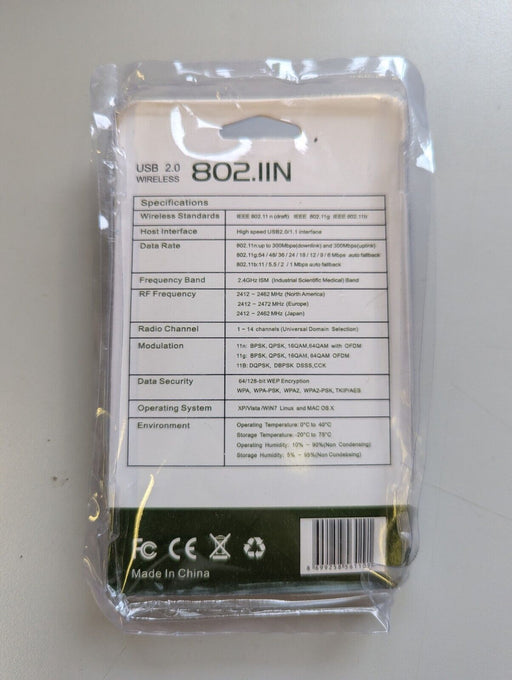 USB 2.0
WIRELESS 802.11N
Specifications
Wireless Standards IEEE 802.11 n (draft) IEEE 802.11g IEEE 802.11b
Host Interface High speed USB2.0/1.1 interface
Data Rate 802.11n:up to 300Mbps(downlink) and 300Mbps(uplink)
802.11g:54 / 48/ 36 / 24 / 18 / 12 / 9 / 6 Mbps auto fallback/
802.11b:11 / 5.5 / 2 / 1 Mbps auto fallback
Frequency Band 2.4GHz ISM (Industrial Scientific Medical) Band
RF Frequency 2412 ~ 2462 MHz (North America)
2412 ~ 2472 MHz (Europe)
2412 ~ 2462 MHz (Japan)
Radio Channel 1 ~ 14 channels (Universal Domain Selection)
Modulation 11n: BPSK, QPSK, 16QAM,64QAM with OFDM
11g: BPSK, QPSK, 16QAM, 64QAM OFDM
11B: DQPSK, DBPSK DSSS,CCK
Data Security 64/128-bit WEP Encryption
WPA, WPA-PSK, WPA2, WPA2-PSK, TKIP/AES
Operating System XP/Vista /WIN7 Linux and MAC OS X
Environment Operating Temperature: 0°C to 40°C
Storage Temperature: -20°C to 75°C
Operating Humidity: 10% ~ 90%(Non Condensing)
Storage Humidity: 5% ~ 95%(Non Condensing)
FC CE
Made In China